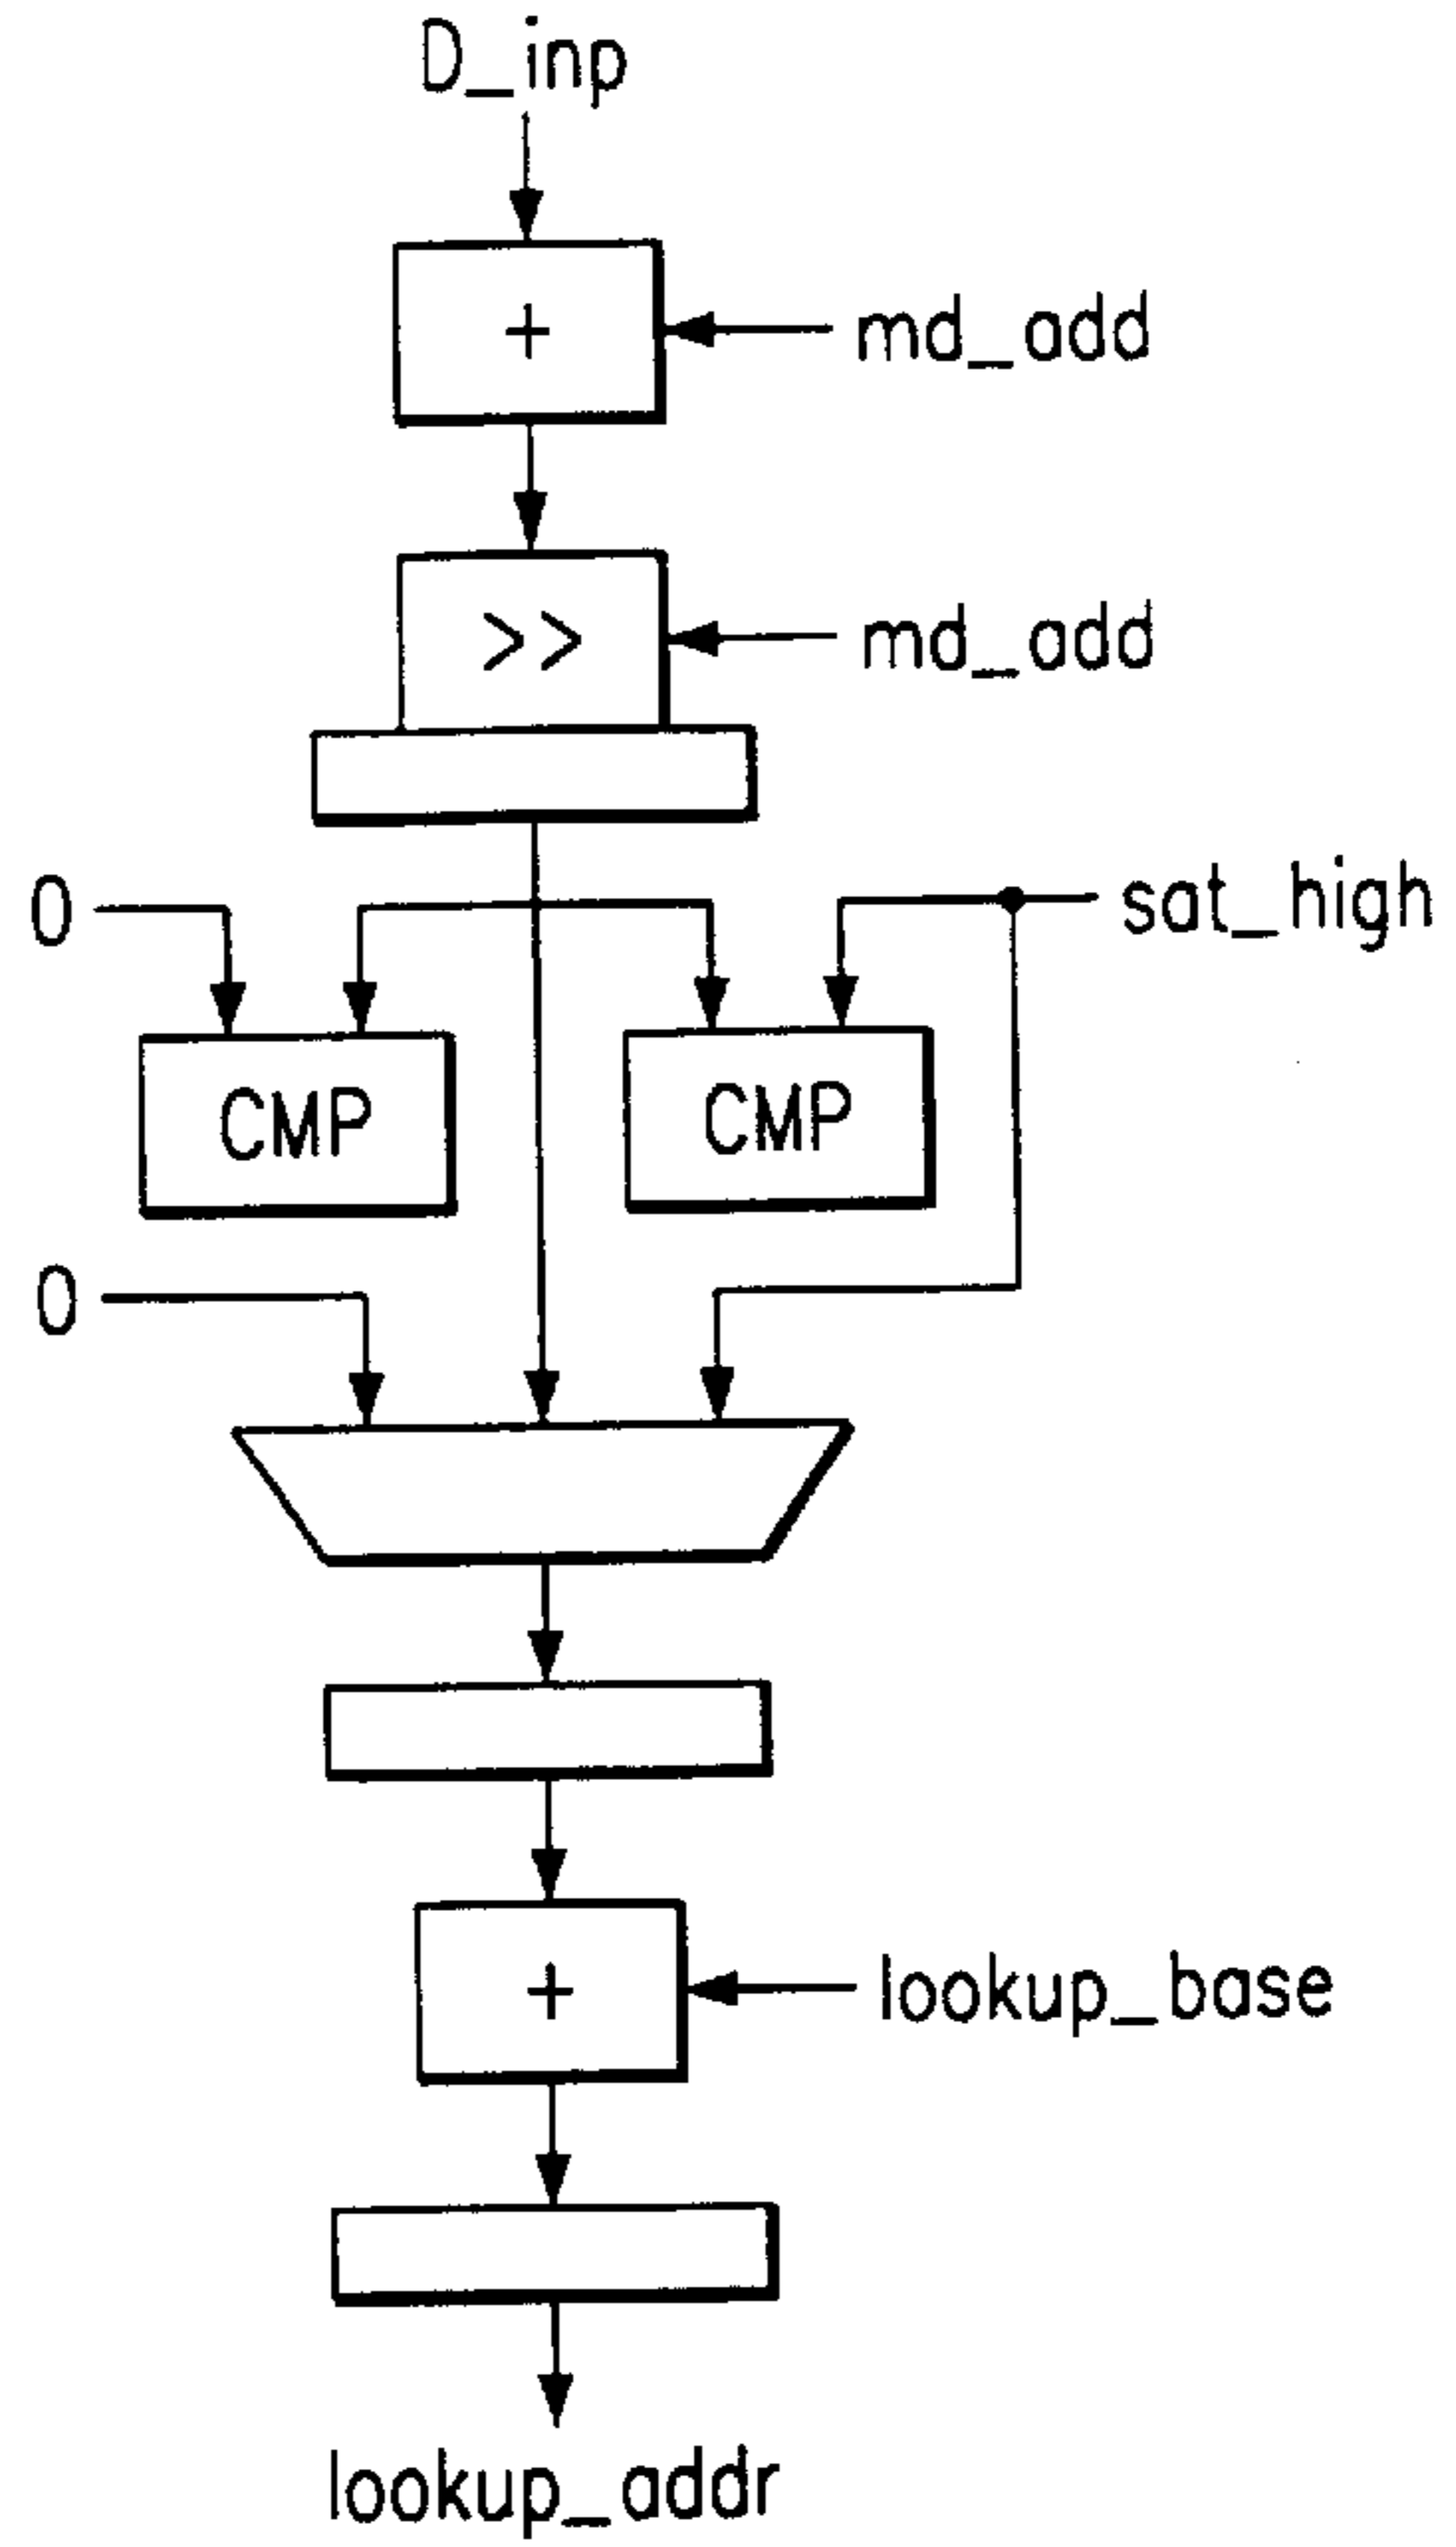 D_inp
+
md_add
>>
md_add
0
sat_high
CMP
CMP
0
+
lookup_base
lookup_addr